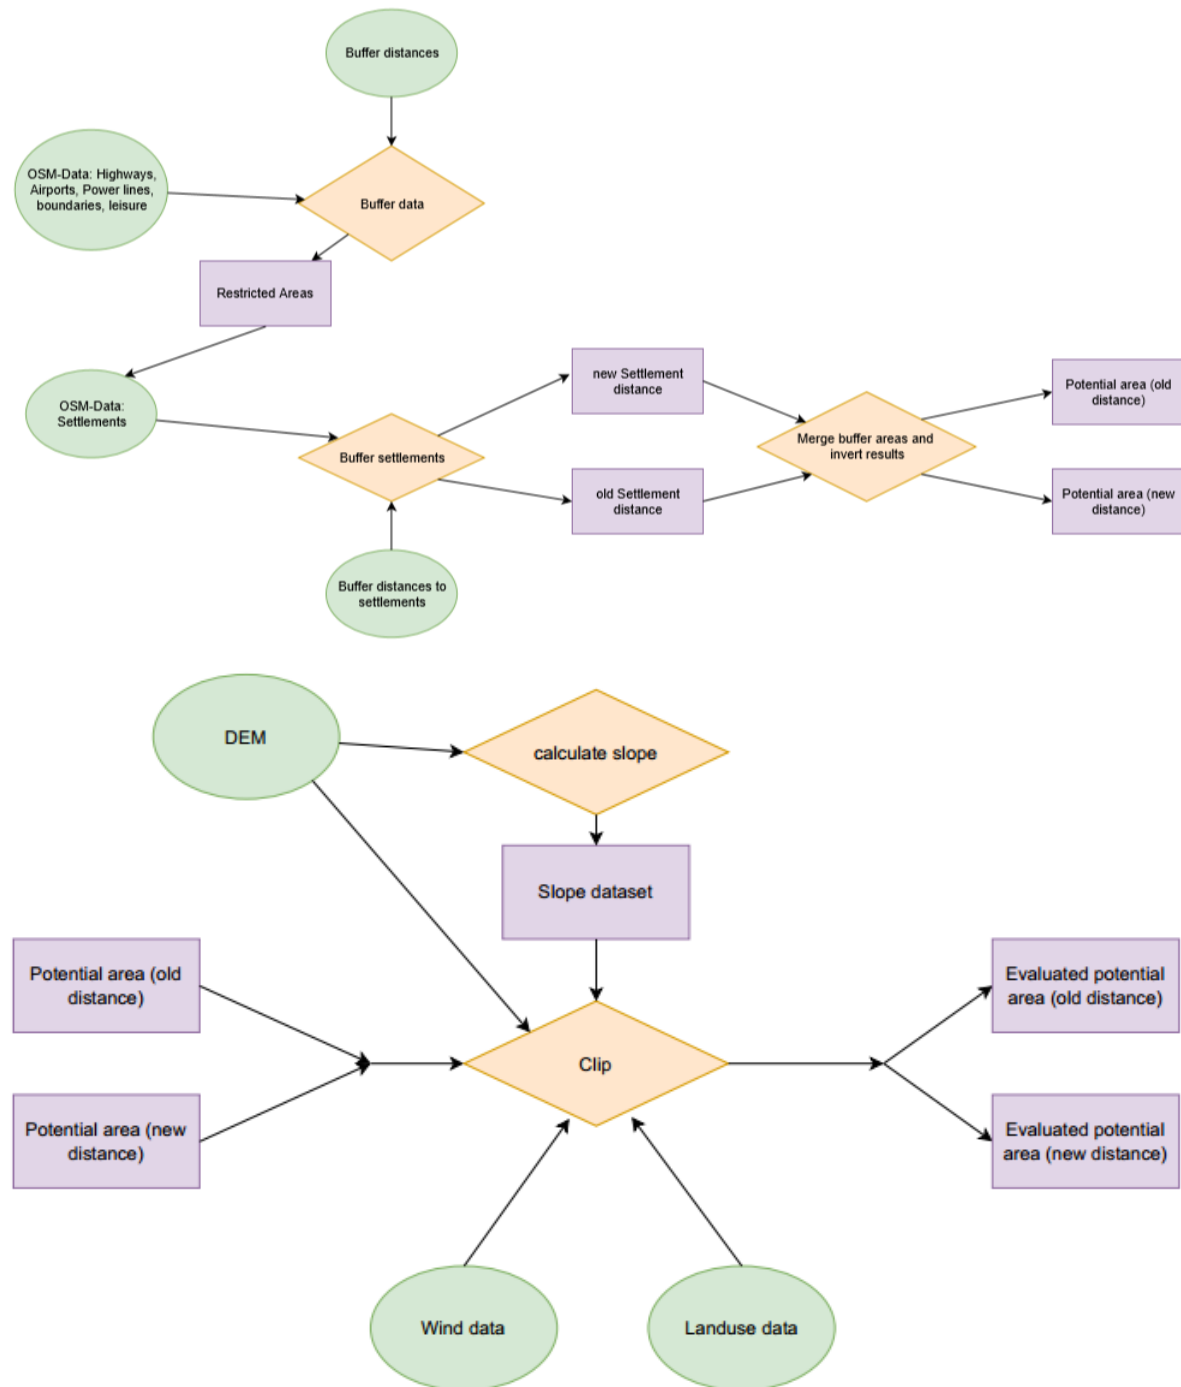 Buffer distances
OSM-Data: Highways,
Airports, Power lines,
boundaries, leisure
Buffer data
Restricted Areas
OSM-Data:
Settlements
Buffer settlements
new Settlement
distance
old Settlement
distance
Merge buffer areas and
invert results
Potential area (old
distance)
Potential area (new
distance)
Buffer distances to
settlements
DEM
calculate slope
Slope dataset
Potential area (old
distance)
Potential area (new
distance)
Clip
Evaluated potential
area (old distance)
Evaluated potential
area (new distance)
Wind data
Landuse data